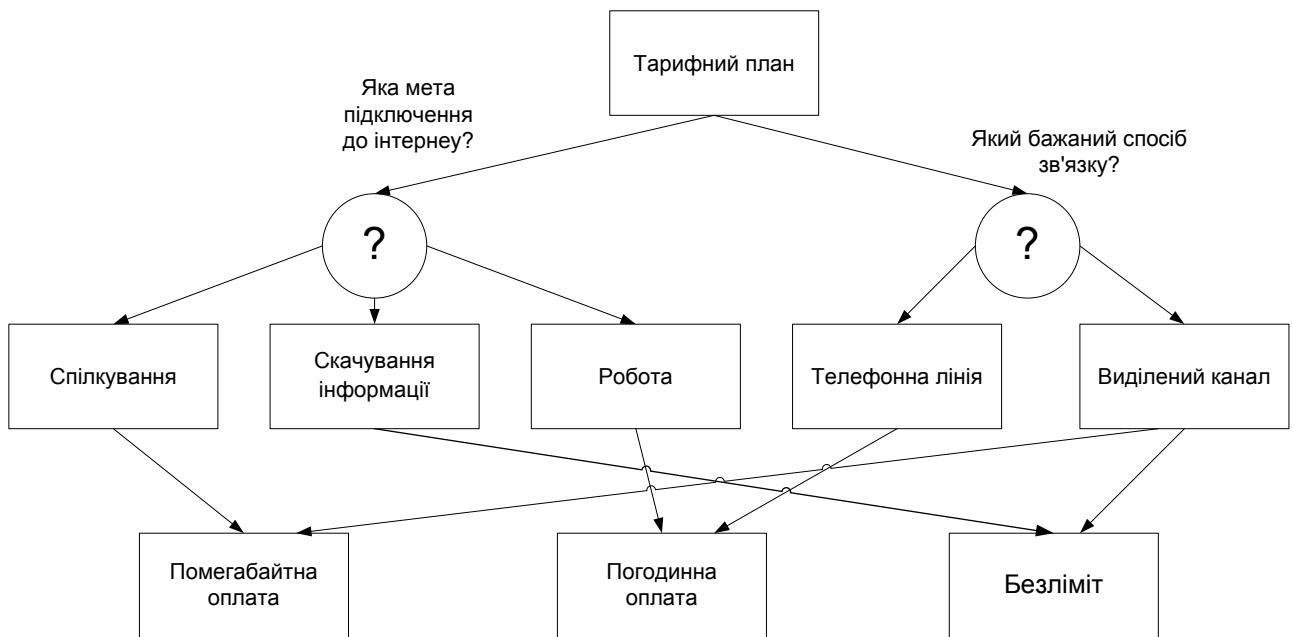 Тарифний план
Яка мета
підключення
до інтернеу?
Який бажаний спосіб
зв'язку?
?
?
Спілкування
Скачування
інформації
Робота
Телефонна лінія
Виділений канал
Помегабайтна
оплата
Погодинна
оплата
Безліміт